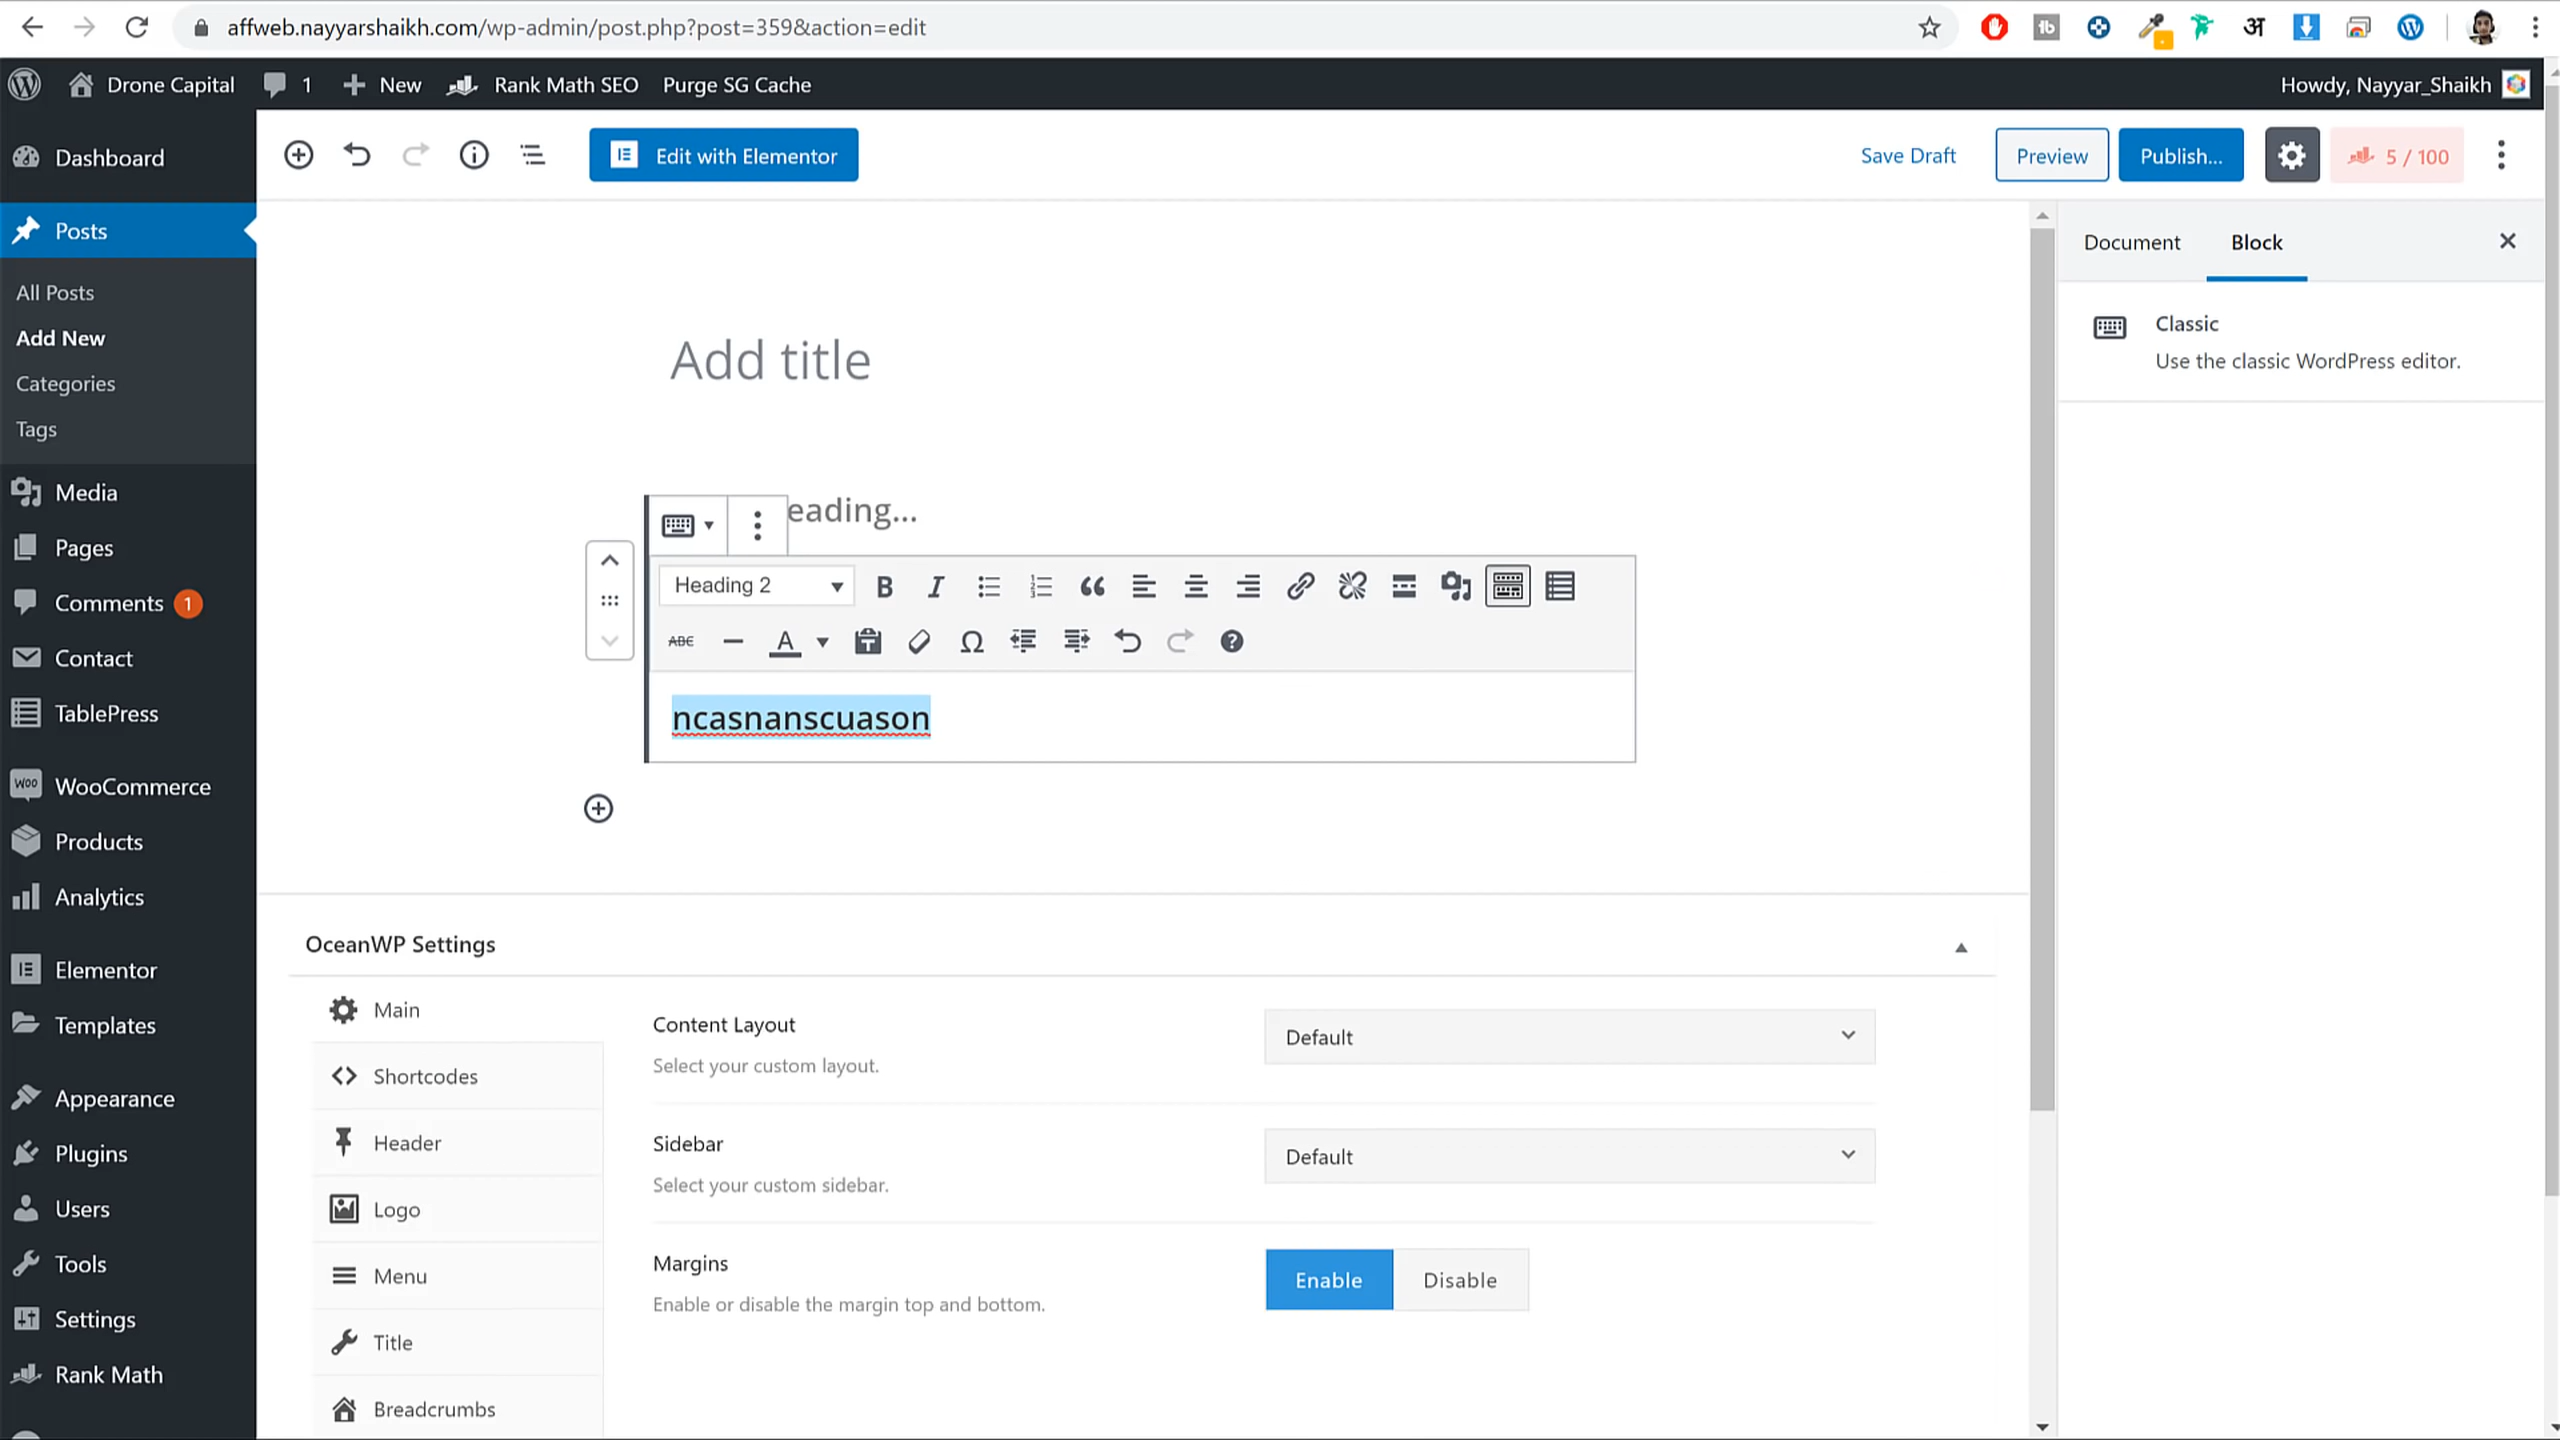 affweb.nayyarshaikh.com/wp-admin/post.php?post=359&action=edit
Drone Capital
1
New
Rank Math SEO
Purge SG Cache
Howdy, Nayyar_Shaikh
Dashboard
Posts
All Posts
Add New
Categories
Tags
Media
Pages
Comments 1
Contact
TablePress
WooCommerce
Products
Analytics
Elementor
Templates
Appearance
Plugins
Users
Tools
Settings
Rank Math
Edit with Elementor
Save Draft
Preview
Publish...
5 / 100
Add title
eading...
Heading 2
B
I
ABC
A
Ω
ncasnanscuason
Document
Block
Classic
Use the classic WordPress editor.
OceanWP Settings
Main
Shortcodes
Header
Logo
Menu
Title
Breadcrumbs
Content Layout
Select your custom layout.
Default
Sidebar
Select your custom sidebar.
Default
Margins
Enable or disable the margin top and bottom.
Enable
Disable